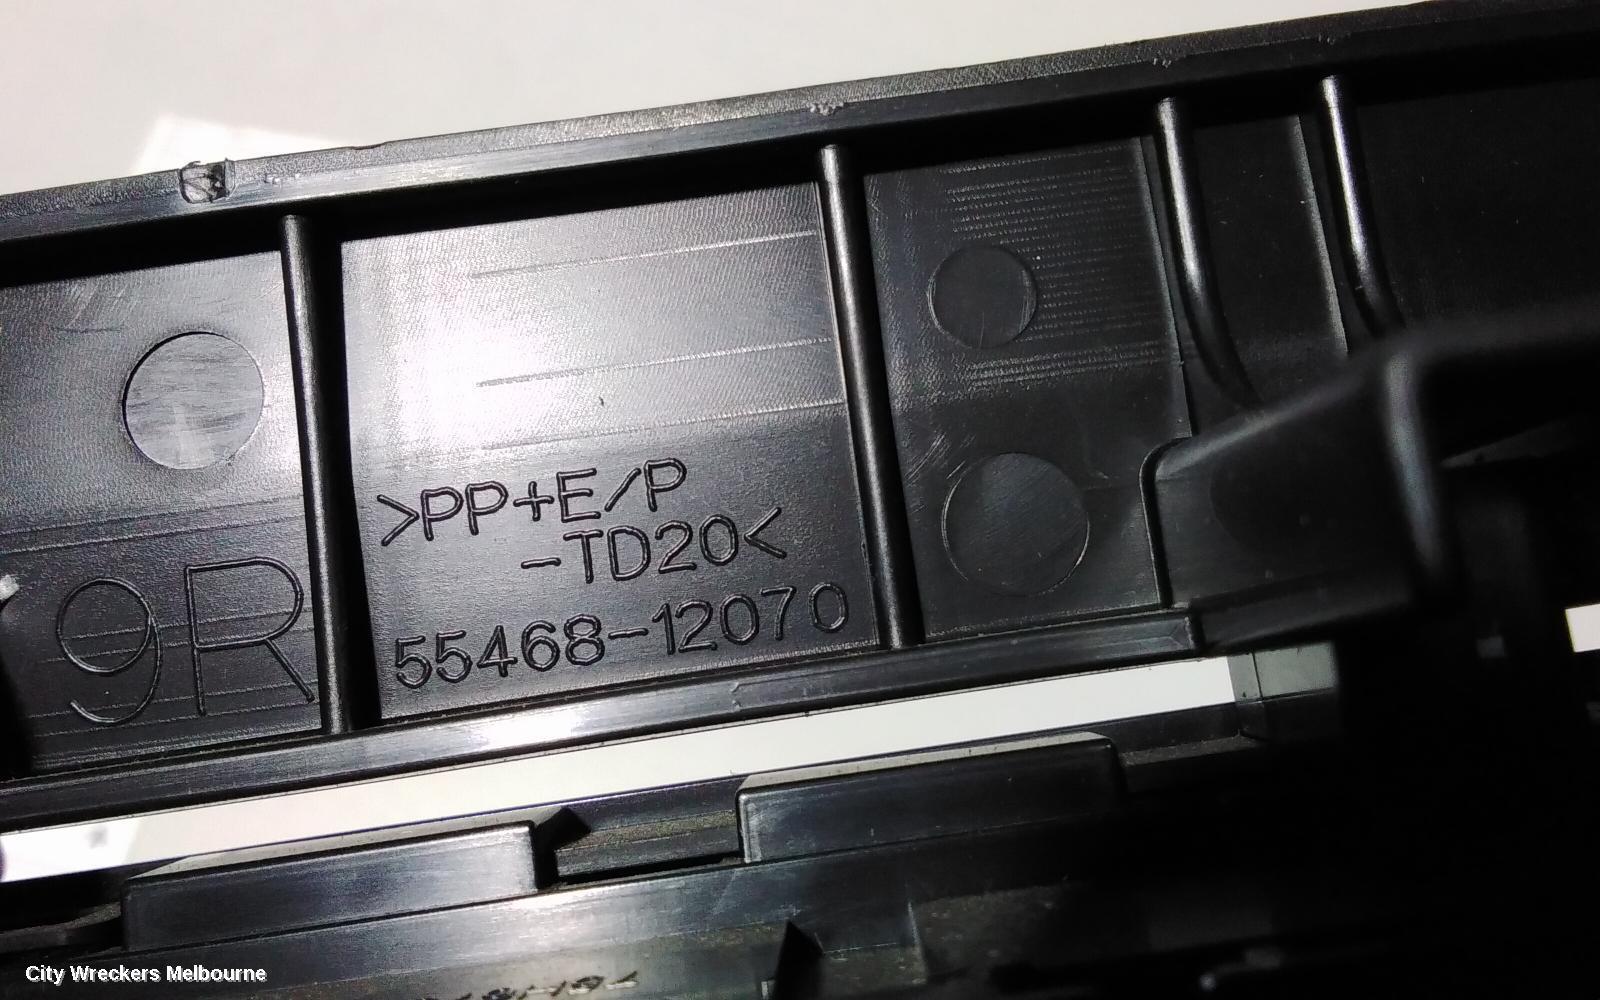 >PP+E/P
-TD20<
9R
55468-12070
City Wreckers Melbourne